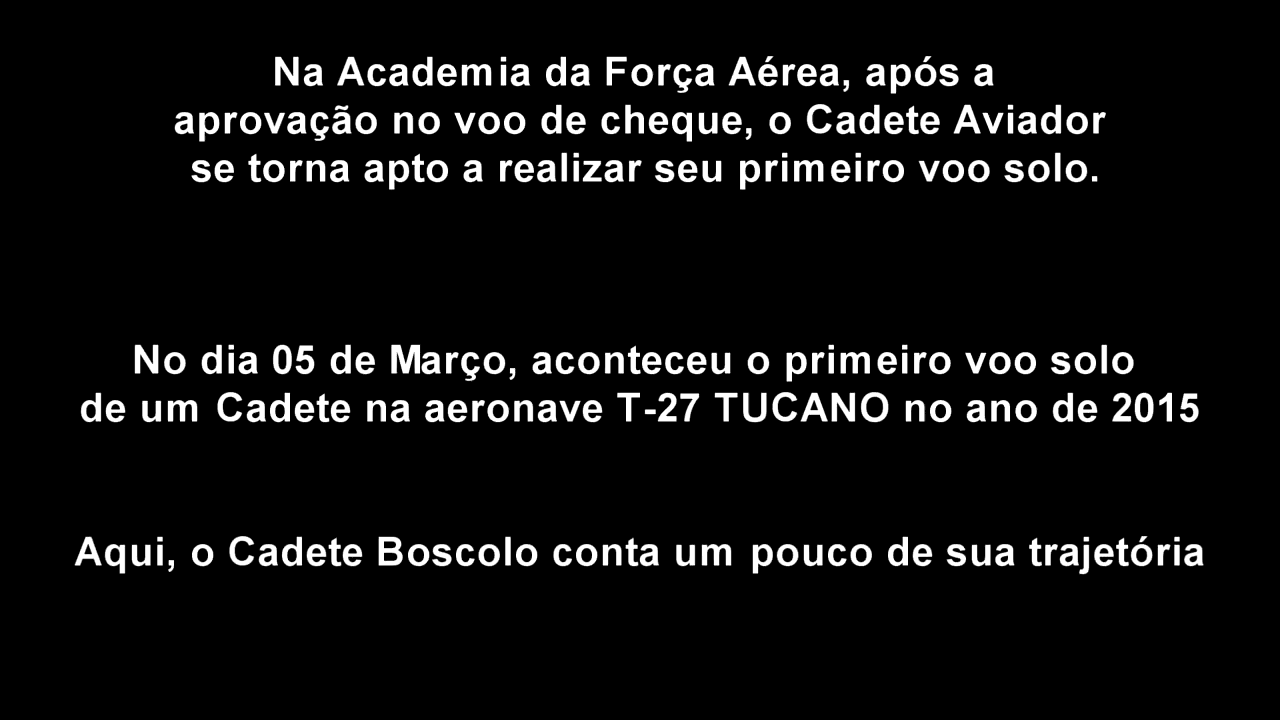 Na Academia da Força Aérea, após a
aprovação no voo de cheque, o Cadete Aviador
se torna apto a realizar seu primeiro voo solo.
No dia 05 de Março, aconteceu o primeiro voo solo
de um Cadete na aeronave T-27 TUCANO no ano de 2015
Aqui, o Cadete Boscolo conta um pouco de sua trajetória